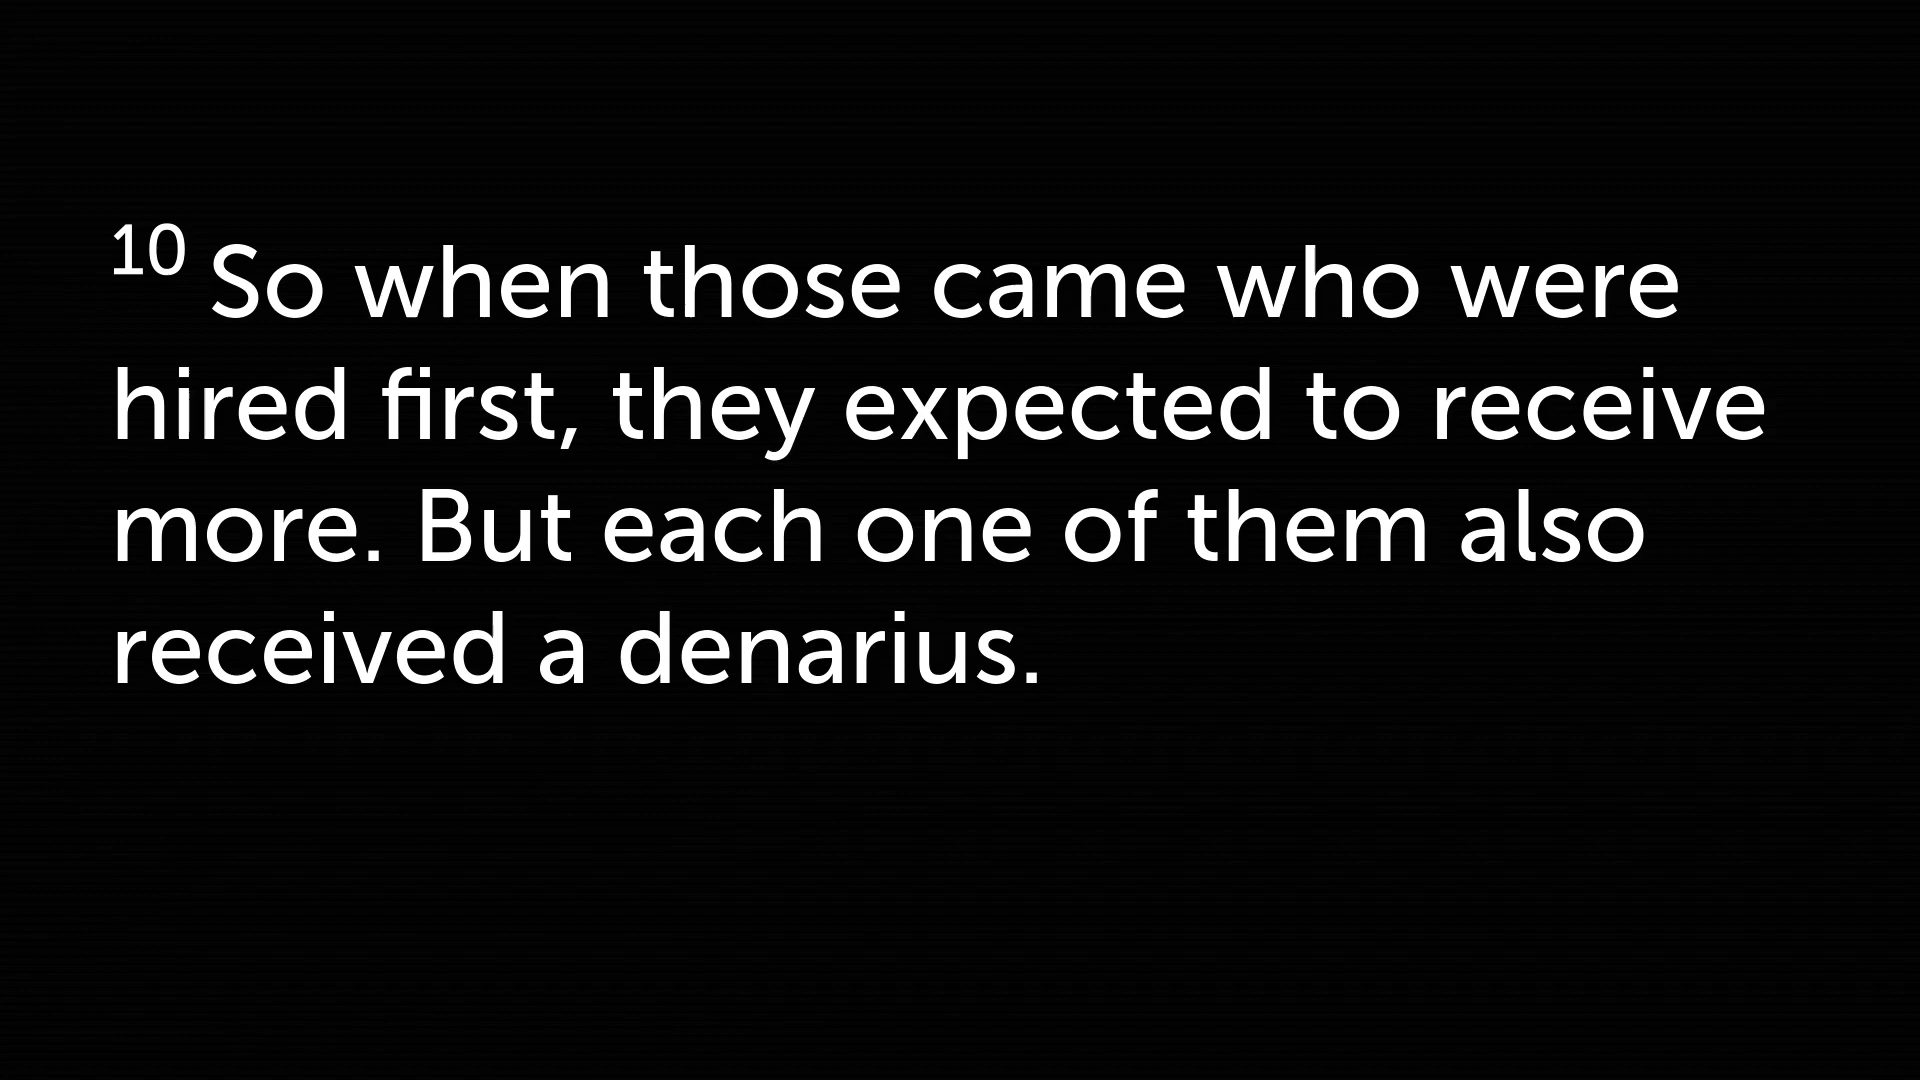 10 So when those came who were
hired first, they expected to receive
more. But each one of them also
received a denarius.